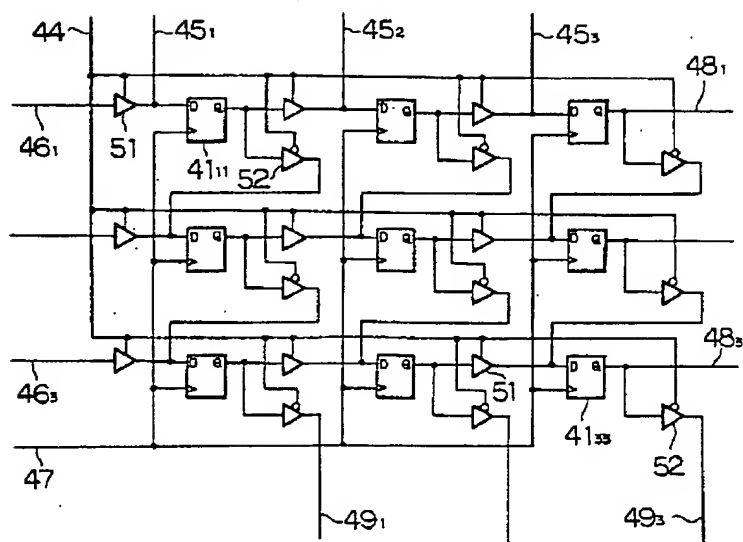 44 45₁ 45₂ 45₃
48₁
D Q D Q D Q
46₁ 51 41₁₁ 52
D Q D Q D Q
D Q D Q D Q 48₃
46₃ 51 41₃₃ 52
47
49₁ 49₃